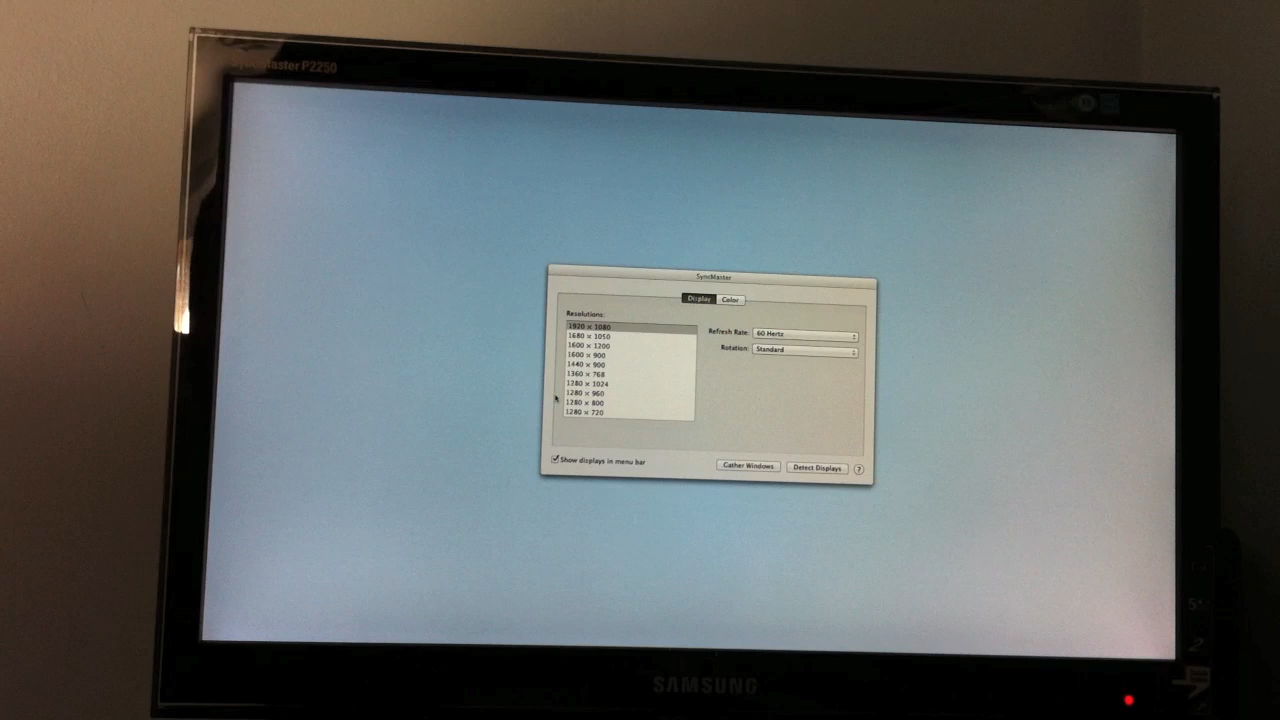 SyncMaster P2250
SyncMaster
Display Color
Resolutions:
1920 x 1080
1680 x 1050
1600 x 1200
1600 x 900
1440 x 900
1360 x 768
1280 x 1024
1280 x 960
1280 x 800
1280 x 720
Refresh Rate: 60 Hertz
Rotation: Standard
Show displays in menu bar
Gather Windows Detect Displays ?
SAMSUNG